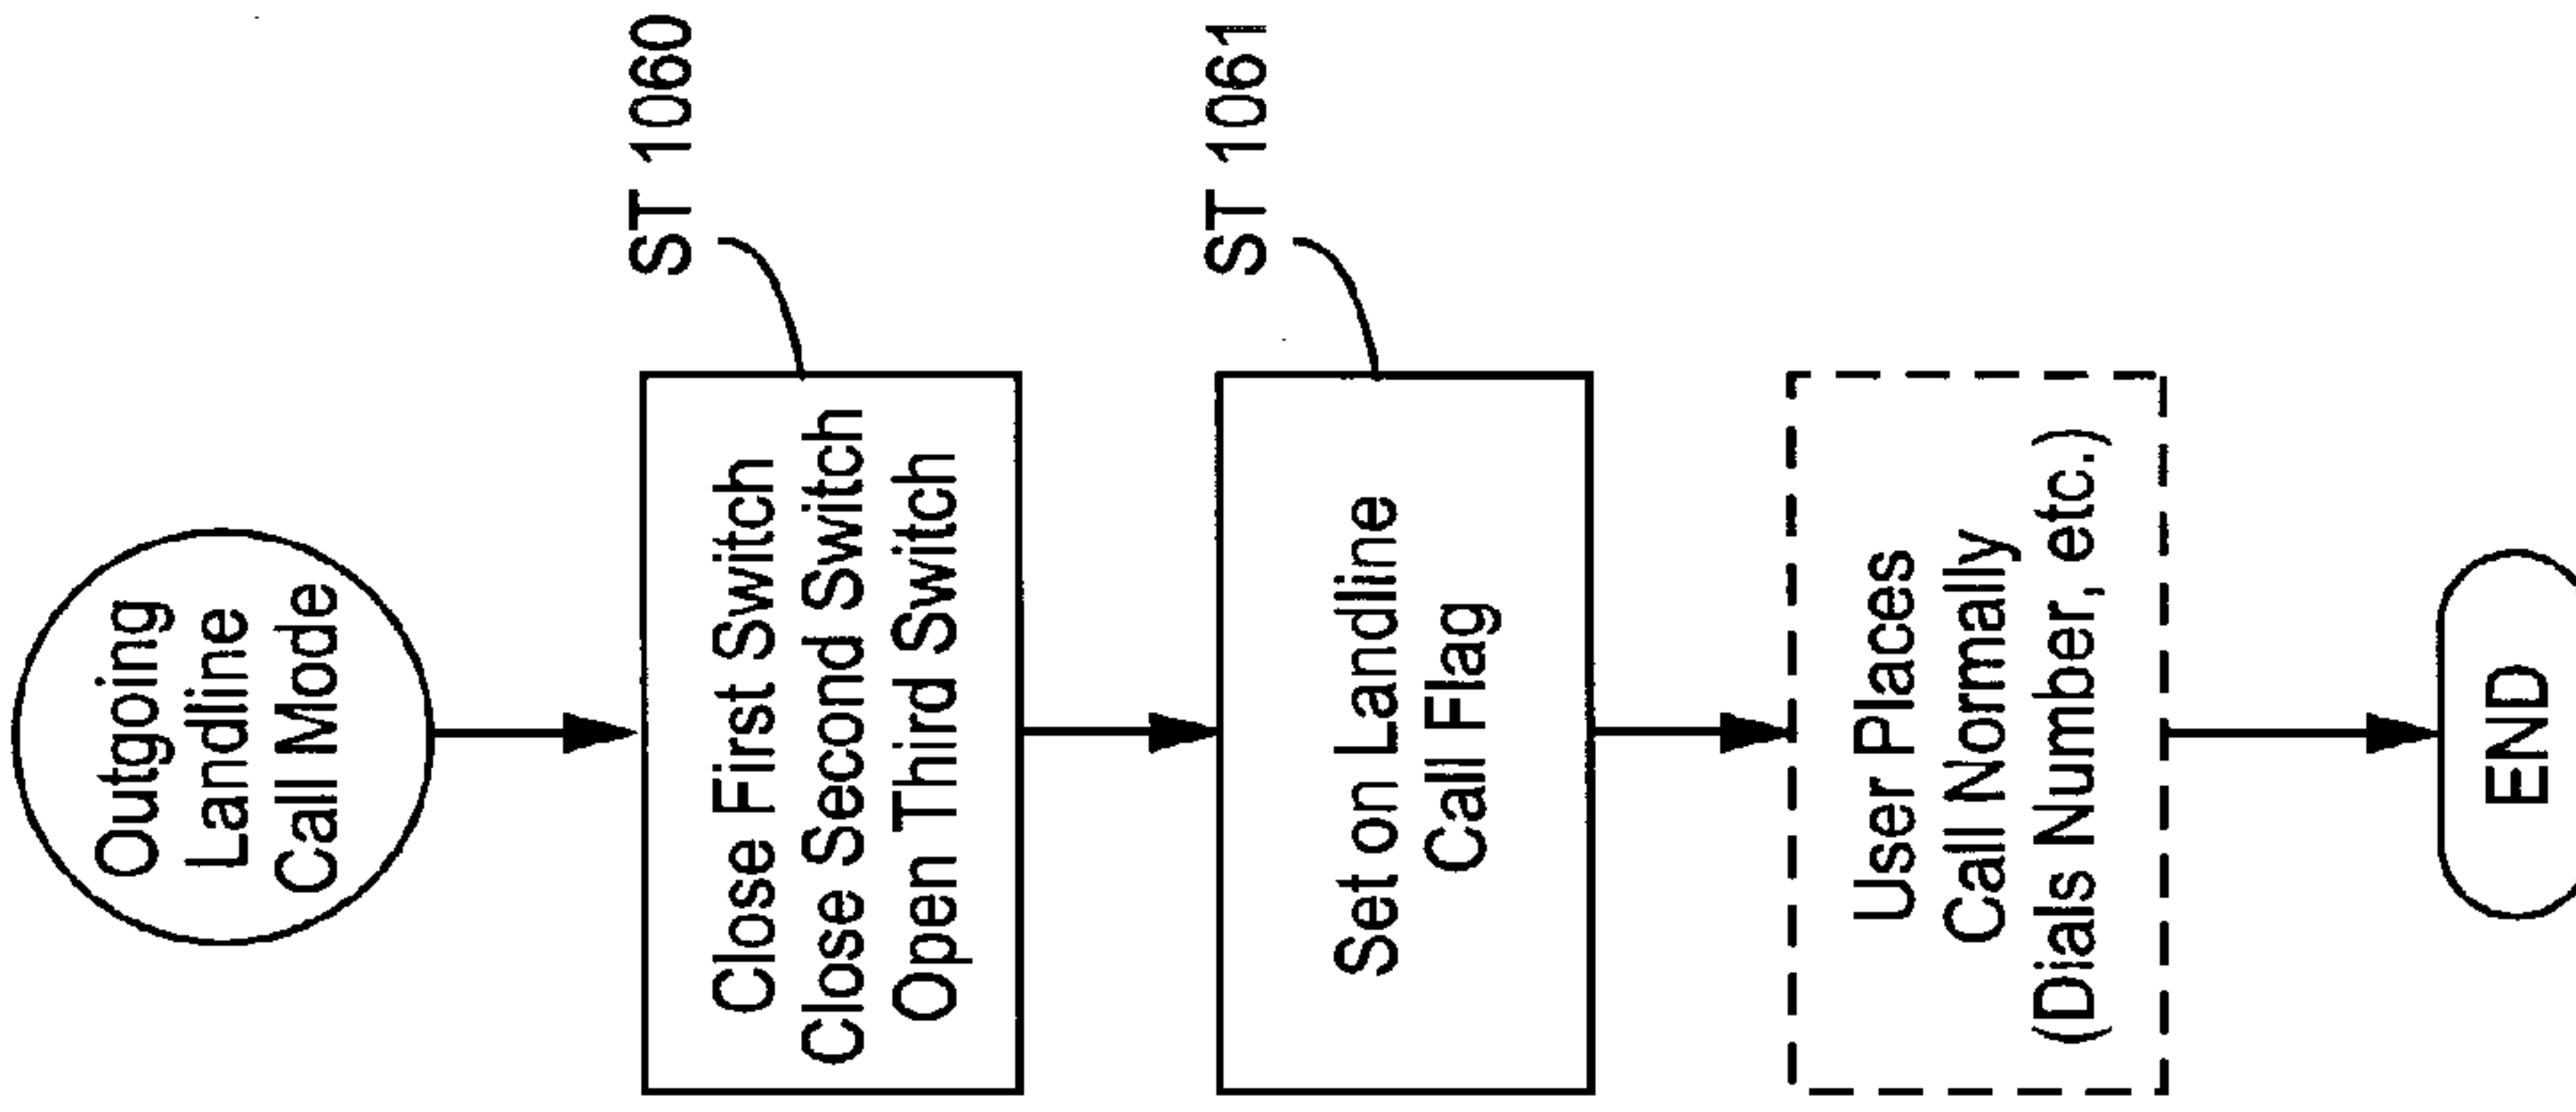 Outgoing
Landline
Call Mode
ST 1060
Close First Switch
Close Second Switch
Open Third Switch
ST 1061
Set on Landline
Call Flag
User Places
Call Normally
(Dials Number, etc.)
END